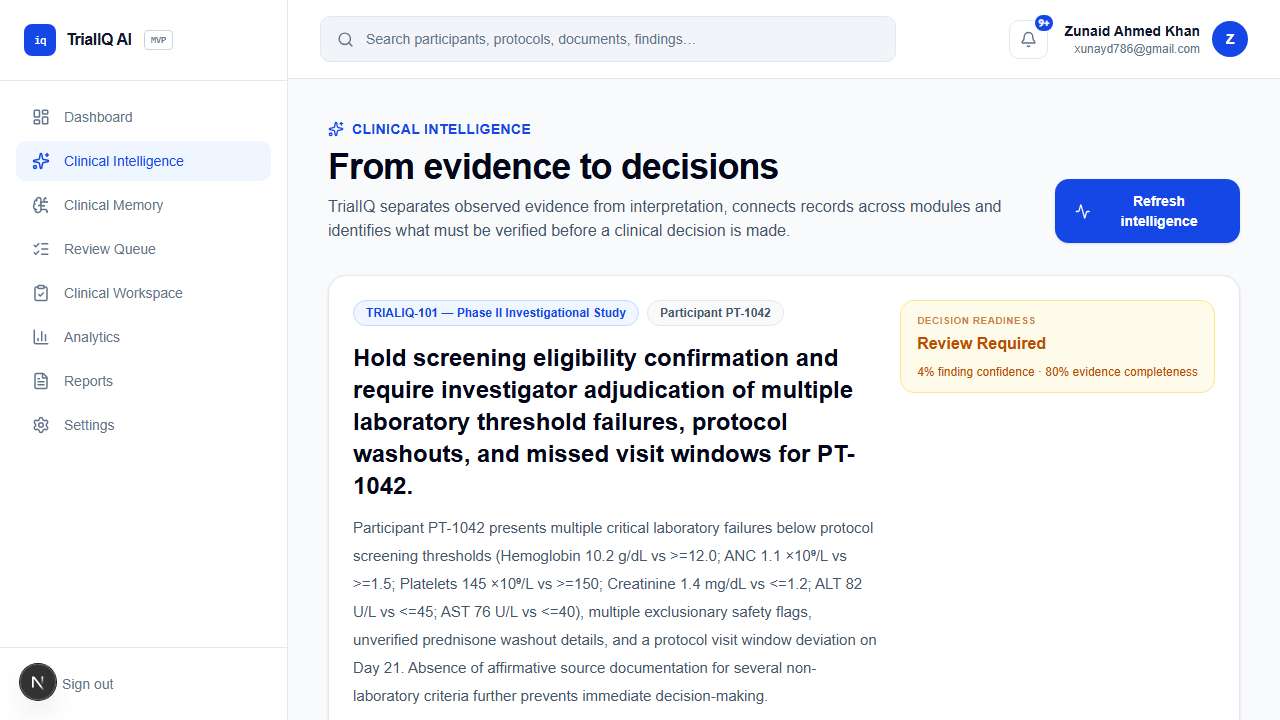 iq
TrialIQ AI
MVP
Search participants, protocols, documents, findings...
9+
Zunaid Ahmed Khan
xunayd786@gmail.com
Z
Dashboard
Clinical Intelligence
Clinical Memory
Review Queue
Clinical Workspace
Analytics
Reports
Settings
N
Sign out
CLINICAL INTELLIGENCE
From evidence to decisions
TrialIQ separates observed evidence from interpretation, connects records across modules and
identifies what must be verified before a clinical decision is made.
Refresh
intelligence
TRIALIQ-101 — Phase II Investigational Study
Participant PT-1042
Hold screening eligibility confirmation and
require investigator adjudication of multiple
laboratory threshold failures, protocol
washouts, and missed visit windows for PT-
1042.
Participant PT-1042 presents multiple critical laboratory failures below protocol
screening thresholds (Hemoglobin 10.2 g/dL vs >=12.0; ANC 1.1 ×10⁹/L vs
>=1.5; Platelets 145 ×10⁹/L vs >=150; Creatinine 1.4 mg/dL vs <=1.2; ALT 82
U/L vs <=45; AST 76 U/L vs <=40), multiple exclusionary safety flags,
unverified prednisone washout details, and a protocol visit window deviation on
Day 21. Absence of affirmative source documentation for several non-
laboratory criteria further prevents immediate decision-making.
DECISION READINESS
Review Required
4% finding confidence · 80% evidence completeness